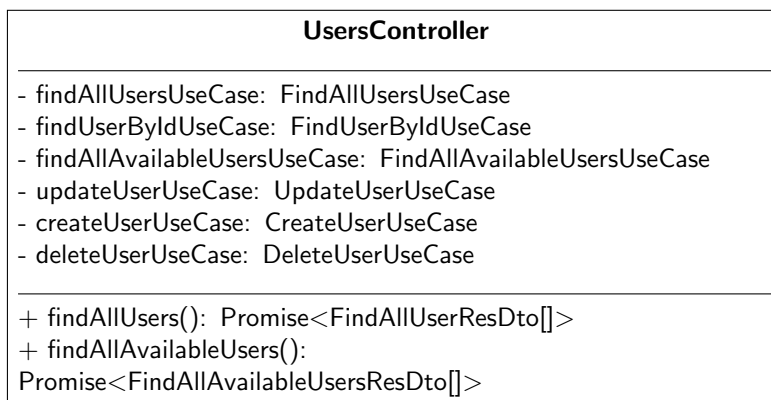 UsersController
- findAllUsersUseCase: FindAllUsersUseCase
- findUserByIdUseCase: FindUserByIdUseCase
- findAllAvailableUsersUseCase: FindAllAvailableUsersUseCase
- updateUserUseCase: UpdateUserUseCase
- createUserUseCase: CreateUserUseCase
- deleteUserUseCase: DeleteUserUseCase
+ findAllUsers(): Promise<FindAllUserResDto[]>
+ findAllAvailableUsers():
Promise<FindAllAvailableUsersResDto[]>